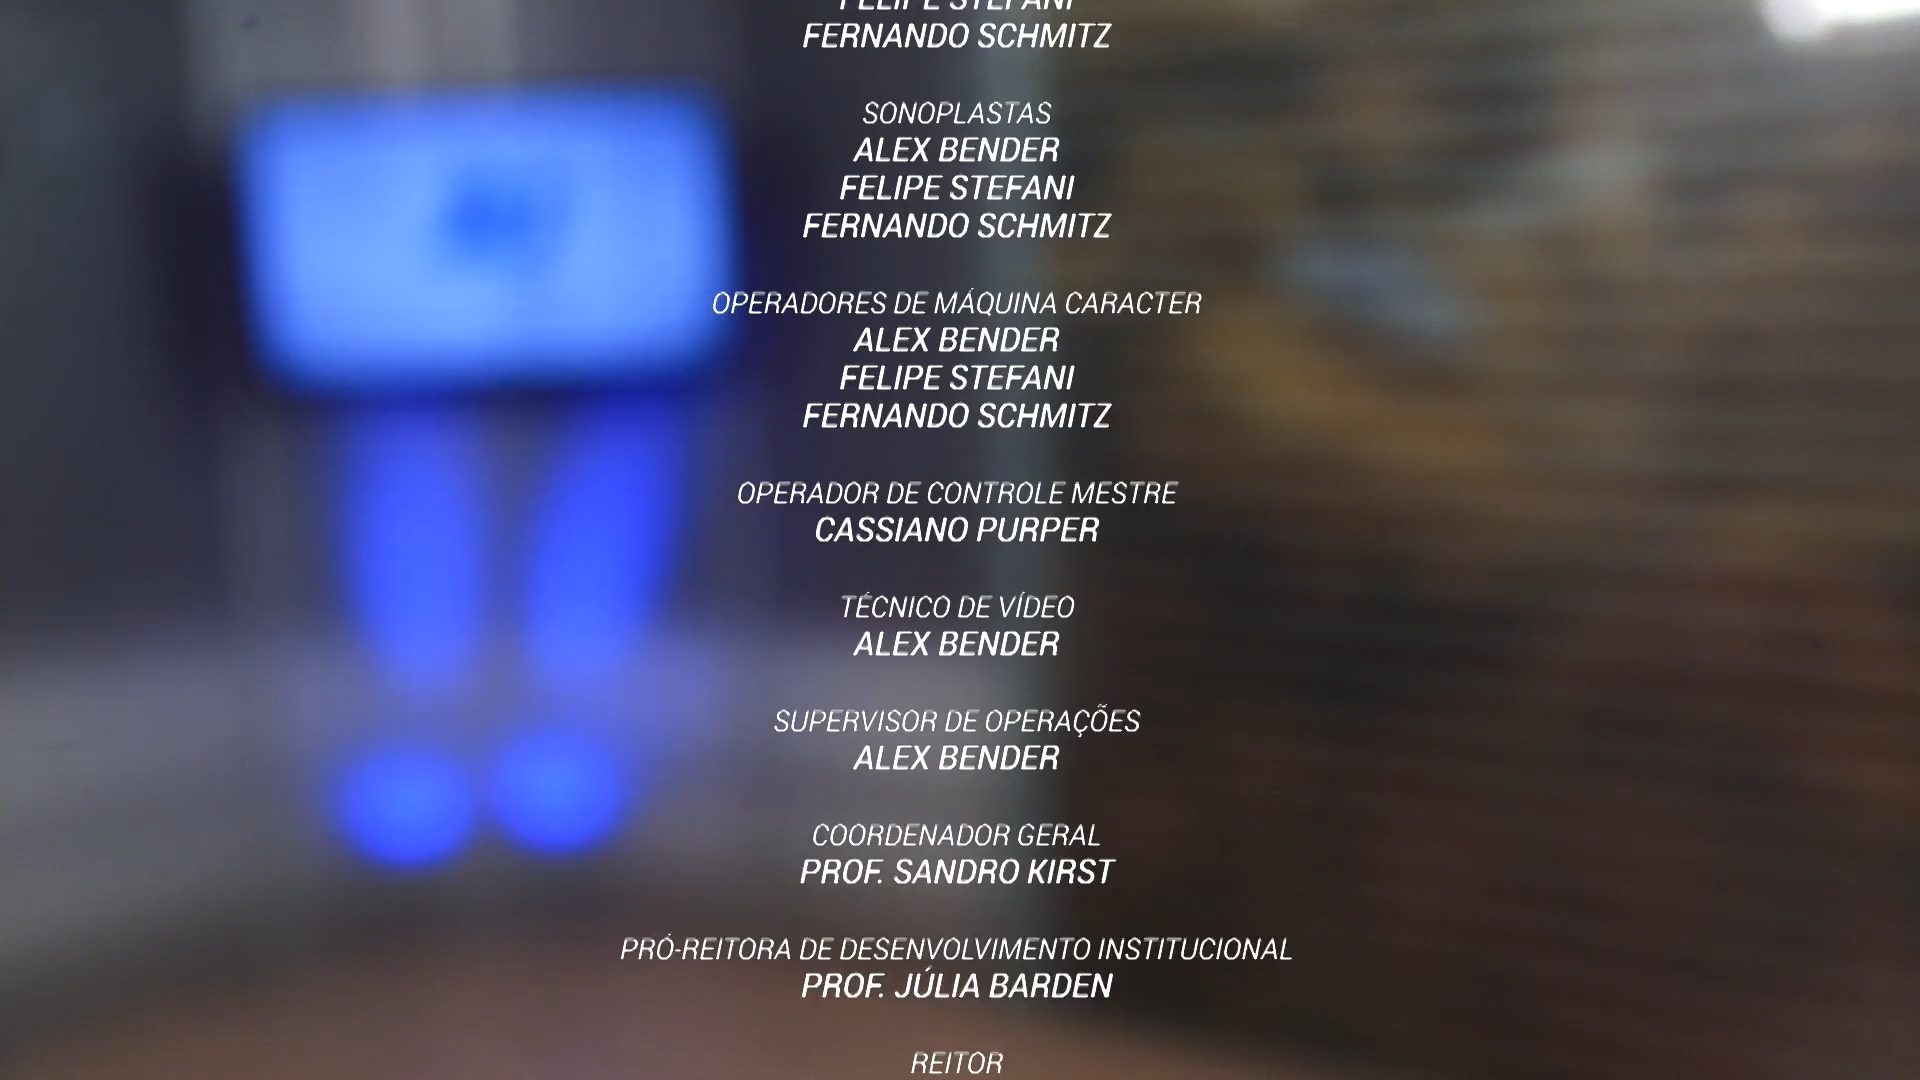 FELIPE STEFANI
FERNANDO SCHMITZ
SONOPLASTAS
ALEX BENDER
FELIPE STEFANI
FERNANDO SCHMITZ
OPERADORES DE MÁQUINA CARACTER
ALEX BENDER
FELIPE STEFANI
FERNANDO SCHMITZ
OPERADOR DE CONTROLE MESTRE
CASSIANO PURPER
TÉCNICO DE VÍDEO
ALEX BENDER
SUPERVISOR DE OPERAÇÕES
ALEX BENDER
COORDENADOR GERAL
PROF. SANDRO KIRST
PRÓ-REITORA DE DESENVOLVIMENTO INSTITUCIONAL
PROF. JÚLIA BARDEN
REITOR